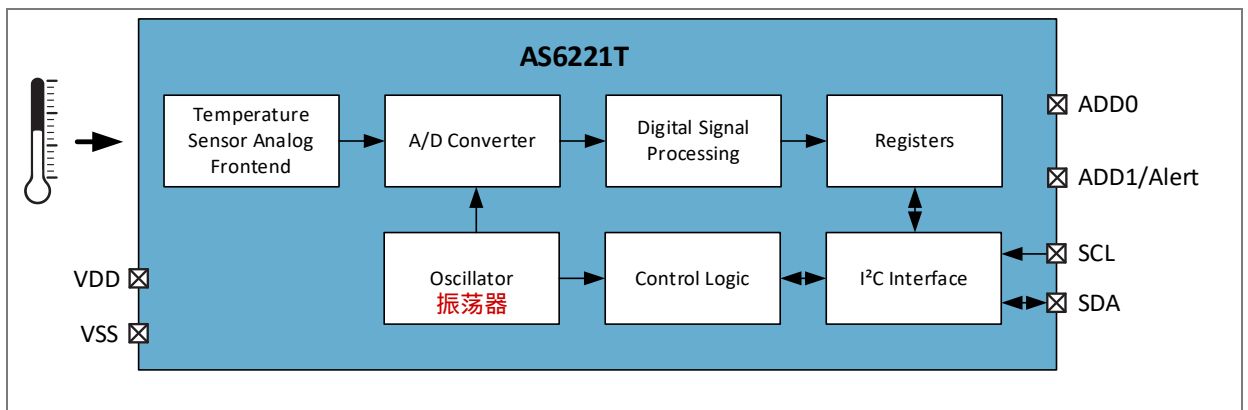 AS6221T
Temperature
Sensor Analog
Frontend
A/D Converter
Digital Signal
Processing
Registers
Oscillator
振荡器
Control Logic
I²C Interface
VDD
VSS
ADD0
ADD1/Alert
SCL
SDA